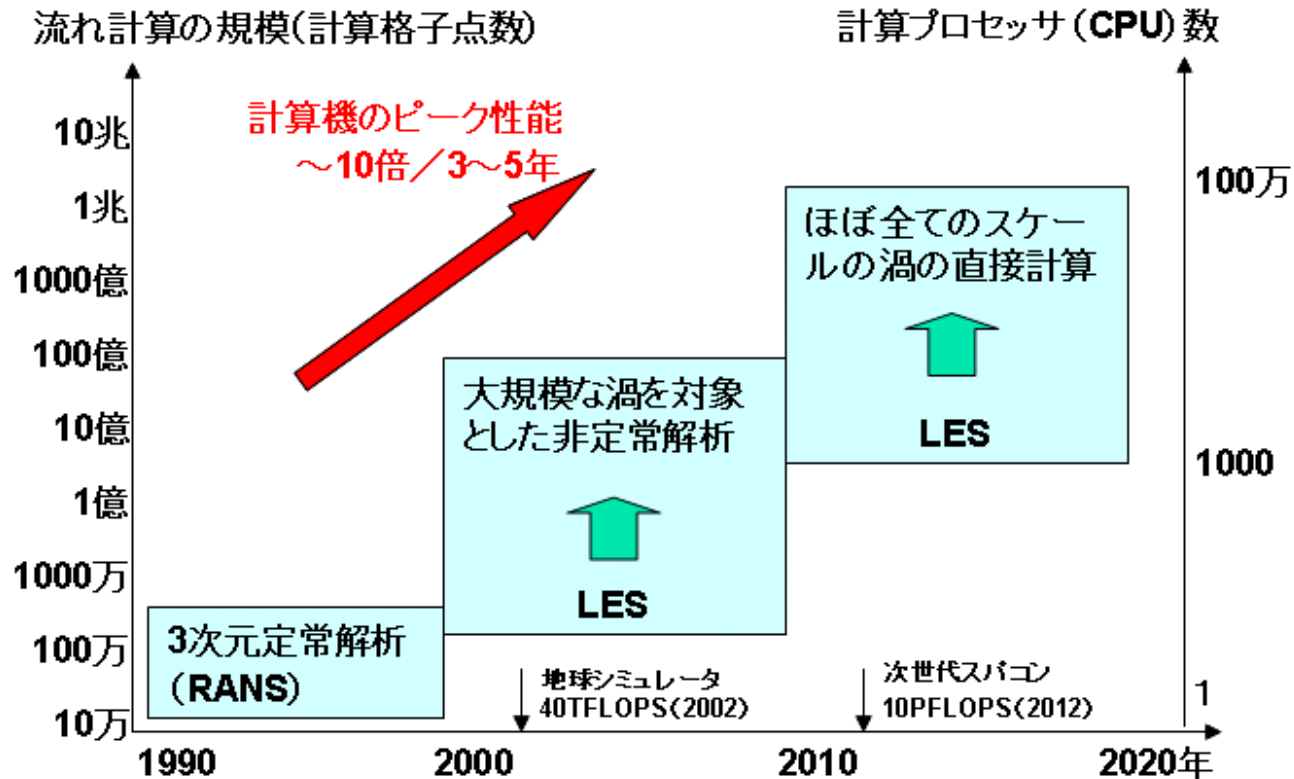 流れ計算の規模(計算格子点数)
計算プロセッサ(CPU)数
計算機のピーク性能
～10倍／3～5年
10兆
1兆
1000億
100億
10億
1億
1000万
100万
10万
100万
1000
1
ほぼ全てのスケー
ルの渦の直接計算
LES
大規模な渦を対象
とした非定常解析
LES
3次元定常解析
(RANS)
地球シミュレータ
40TFLOPS(2002)
次世代スパコン
10PFLOPS(2012)
1990
2000
2010
2020年